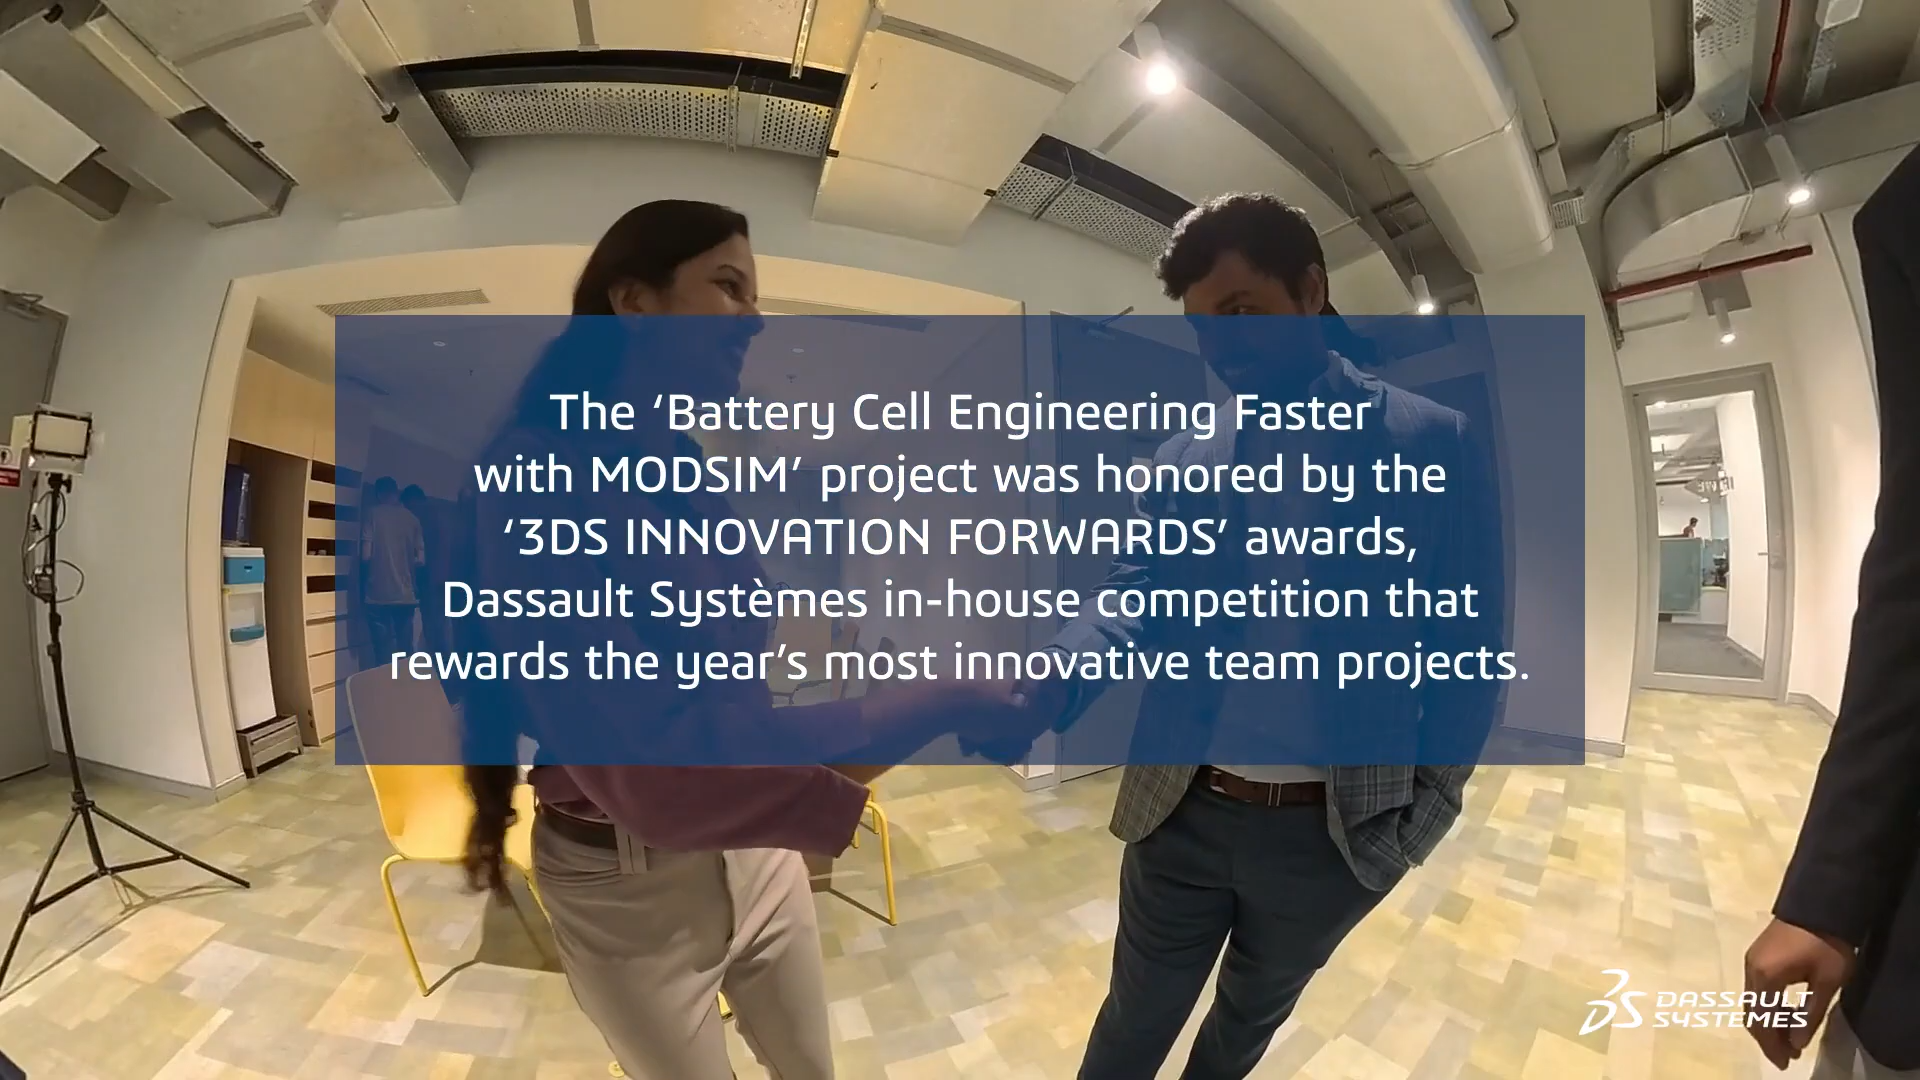 The ‘Battery Cell Engineering Faster
with MODSIM’ project was honored by the
‘3DS INNOVATION FORWARDS’ awards,
Dassault Systèmes in-house competition that
rewards the year’s most innovative team projects.
DASSAULT
SYSTEMES